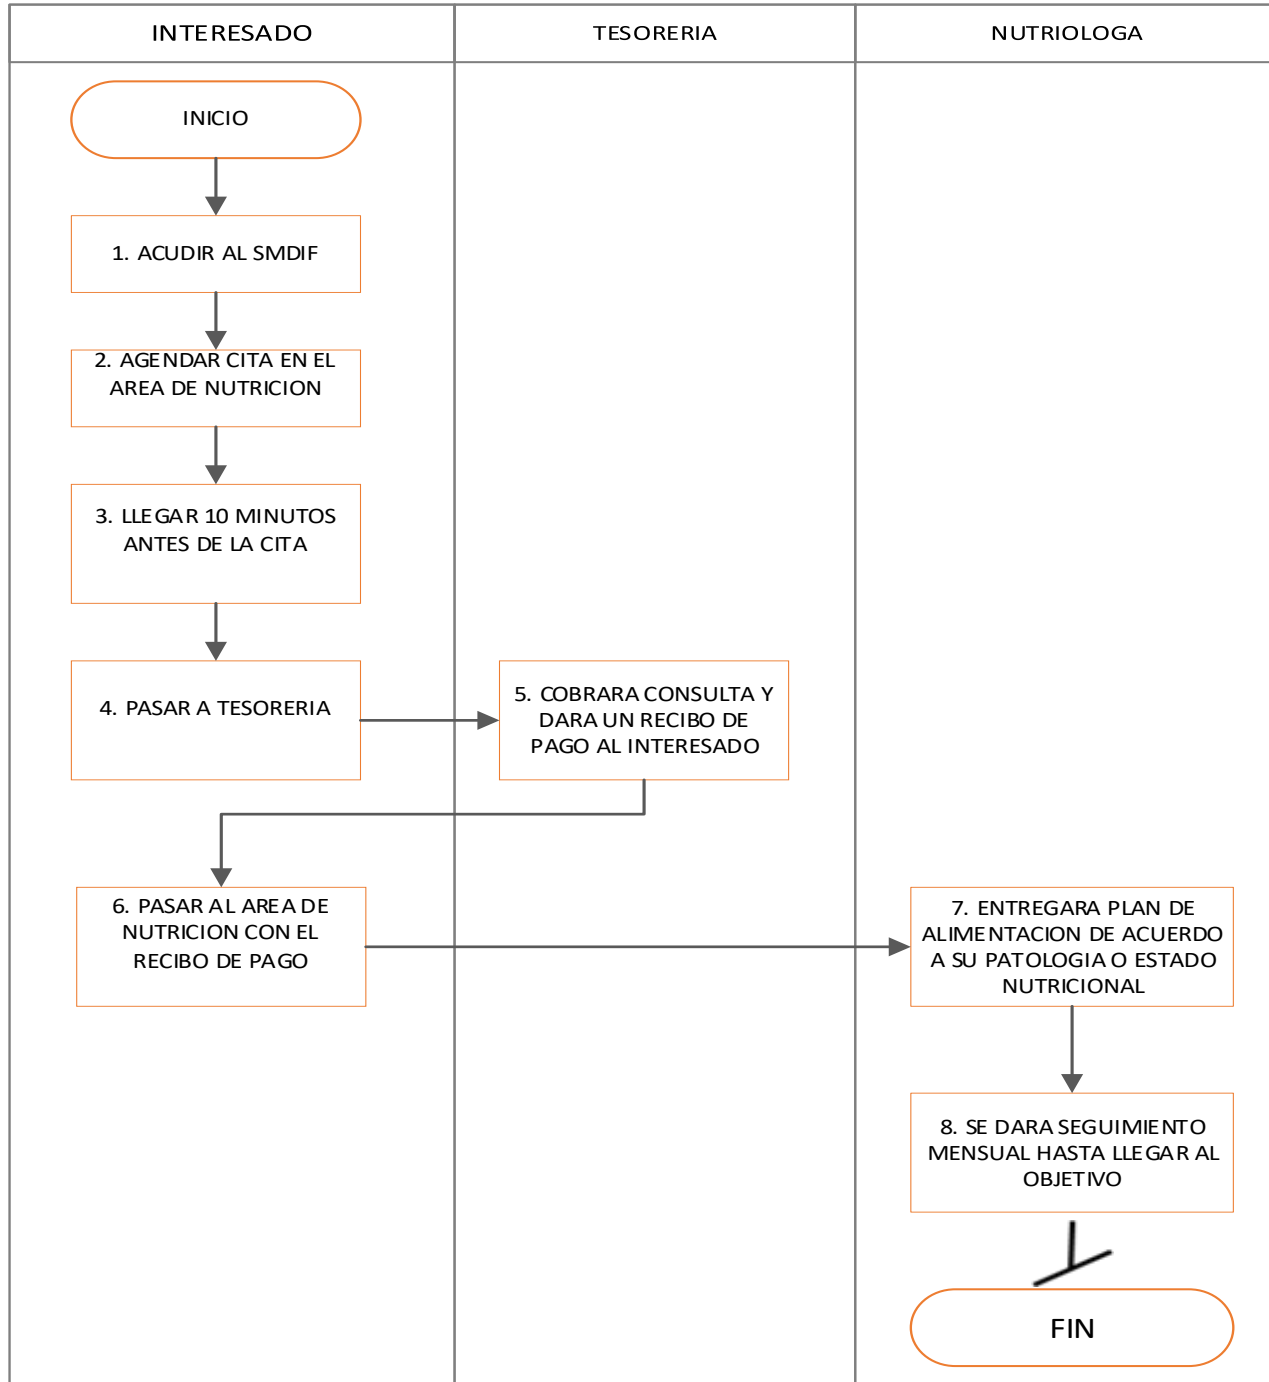 INTERESADO
TESORERIA
NUTRIOLOGA
INICIO
1. ACUDIR AL SMDIF
2. AGENDAR CITA EN EL
AREA DE NUTRICION
3. LLEGAR 10 MINUTOS
ANTES DE LA CITA
4. PASAR A TESORERIA
5. COBRARA CONSULTA Y
DARA UN RECIBO DE
PAGO AL INTERESADO
6. PASAR AL AREA DE
NUTRICION CON EL
RECIBO DE PAGO
7. ENTREGARA PLAN DE
ALIMENTACION DE ACUERDO
A SU PATOLOGIA O ESTADO
NUTRICIONAL
8. SE DARA SEGUIMIENTO
MENSUAL HASTA LLEGAR AL
OBJETIVO
FIN